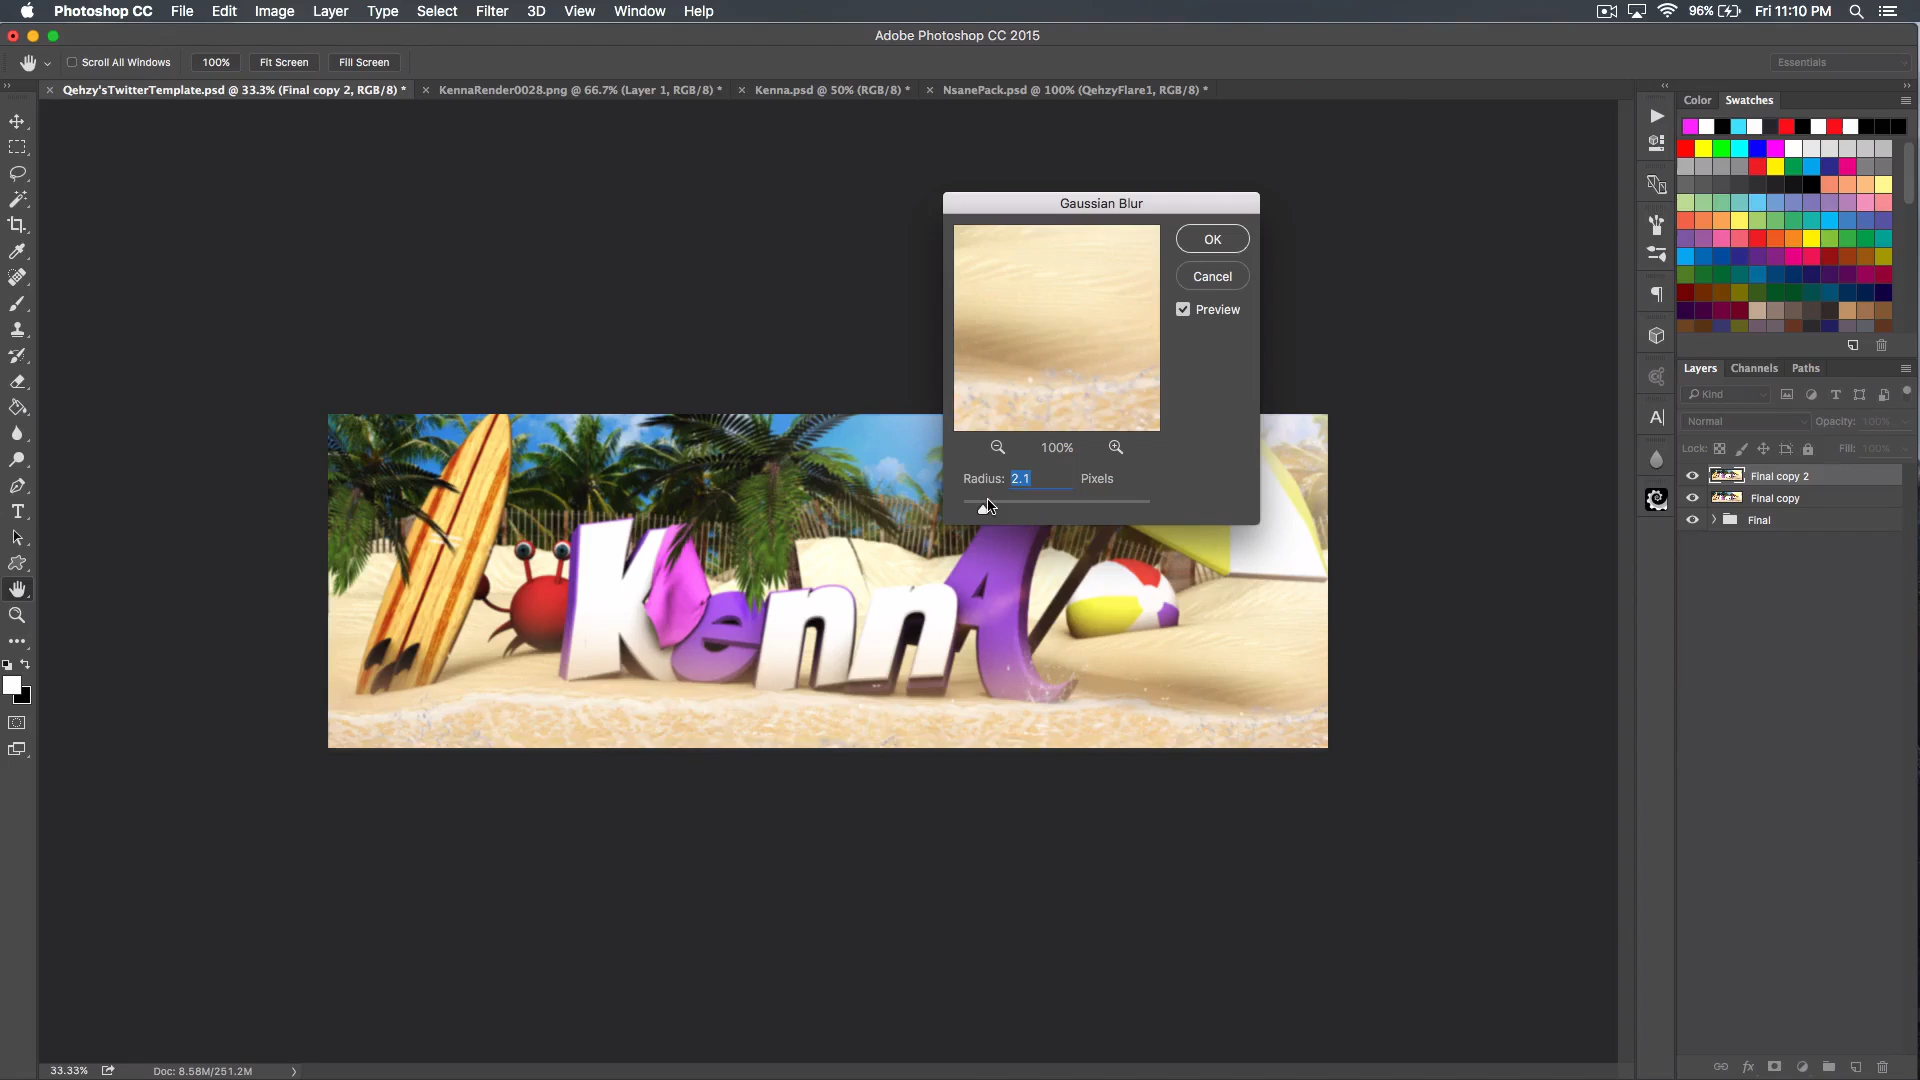 Photoshop CC File Edit Image Layer Type Select Filter 3D View Window Help 96% Fri 11:10 PM
Adobe Photoshop CC 2015
Scroll All Windows 100% Fit Screen Fill Screen Essentials
Qehzy'sTwitterTemplate.psd @ 33.3% (Final copy 2, RGB/8) * KennaRender0028.png @ 66.7% (Layer 1, RGB/8) * Kenna.psd @ 50% (RGB/8) * NsanePack.psd @ 100% (QehzyFlare1, RGB/8) *
Color Swatches
Gaussian Blur
OK
Cancel
Preview
100%
Radius: 2.1 Pixels
Kenna
Layers Channels Paths
Kind
Normal Opacity: 100%
Lock: Fill: 100%
Final copy 2
Final copy
Final
33.33% Doc: 8.58M/251.2M